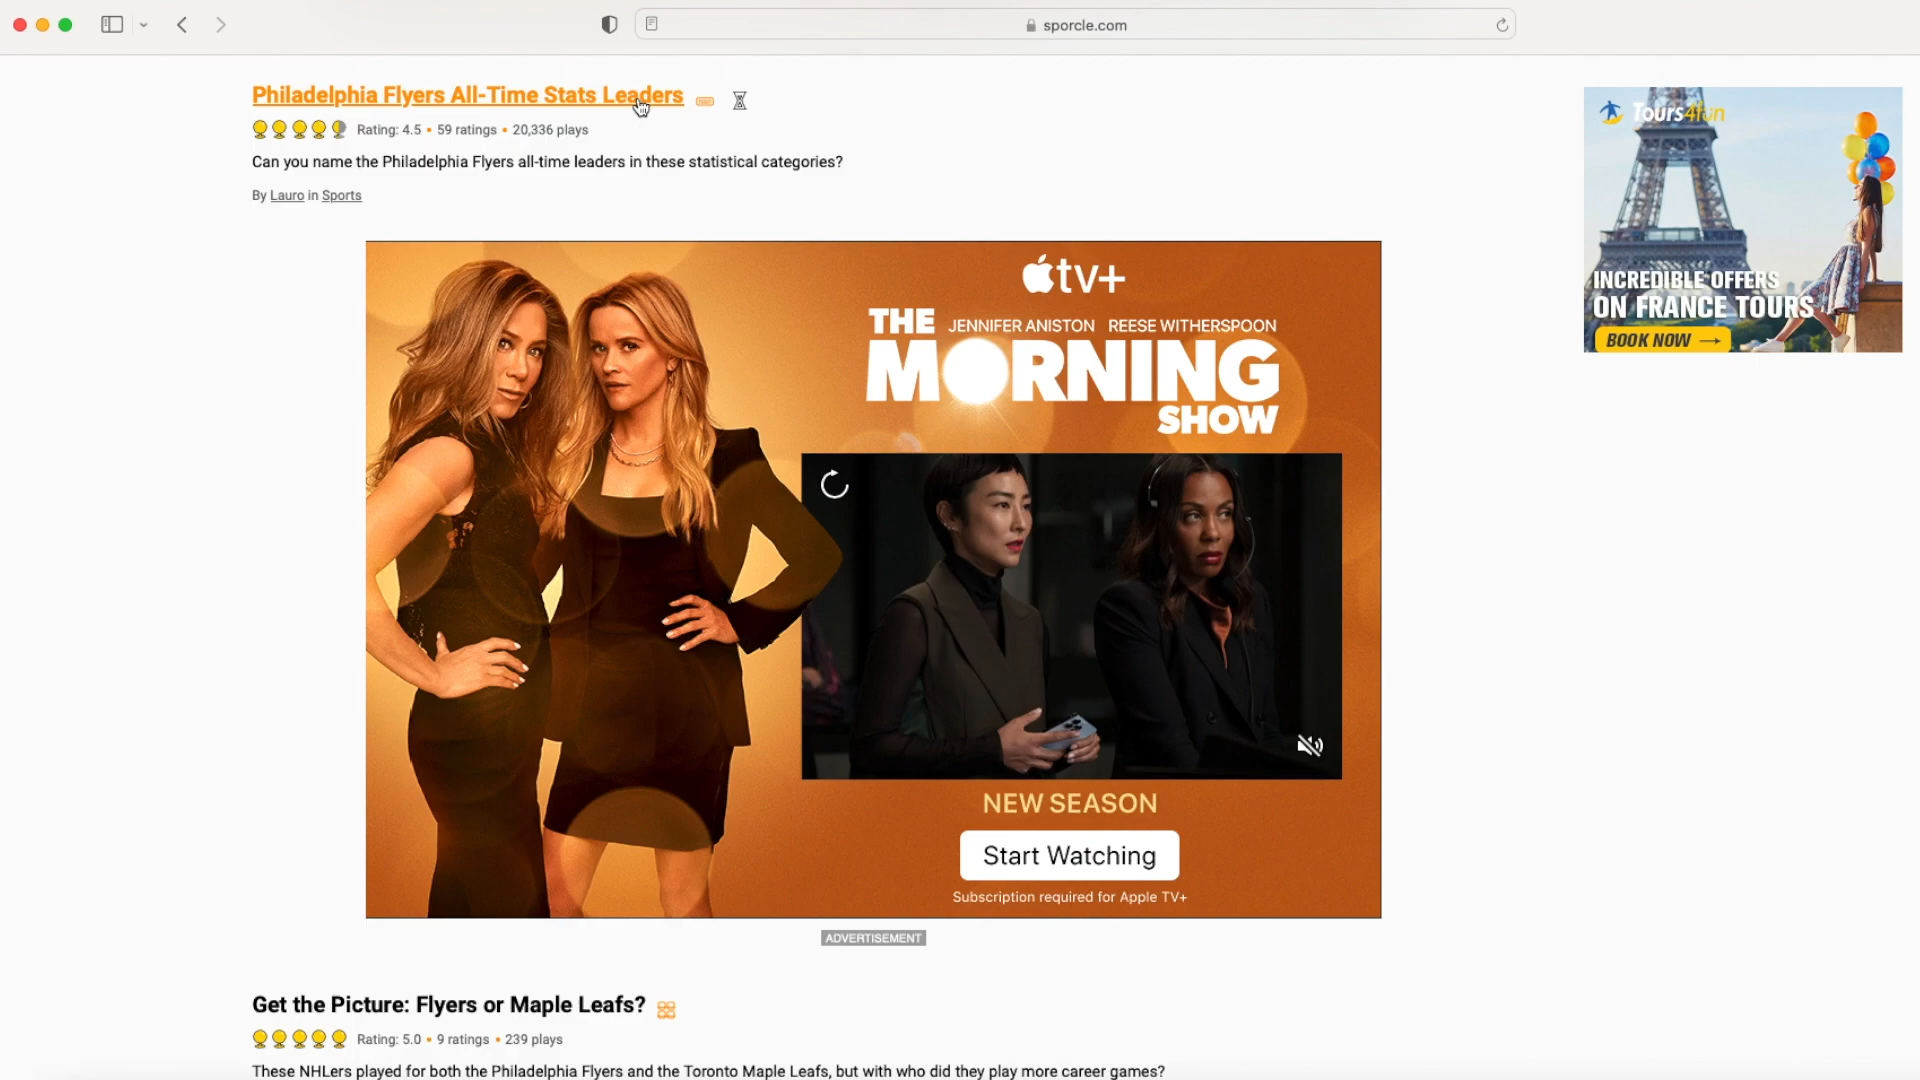 sporcle.com
Philadelphia Flyers All-Time Stats Leaders
Rating: 4.5 • 59 ratings • 20,336 plays
Can you name the Philadelphia Flyers all-time leaders in these statistical categories?
By Lauro in Sports
Tours4fun
INCREDIBLE OFFERS
ON FRANCE TOURS
BOOK NOW →
tv+
THE JENNIFER ANISTON REESE WITHERSPOON
MORNING
SHOW
NEW SEASON
Start Watching
Subscription required for Apple TV+
ADVERTISEMENT
Get the Picture: Flyers or Maple Leafs?
Rating: 5.0 • 9 ratings • 239 plays
These NHLers played for both the Philadelphia Flyers and the Toronto Maple Leafs, but with who did they play more career games?